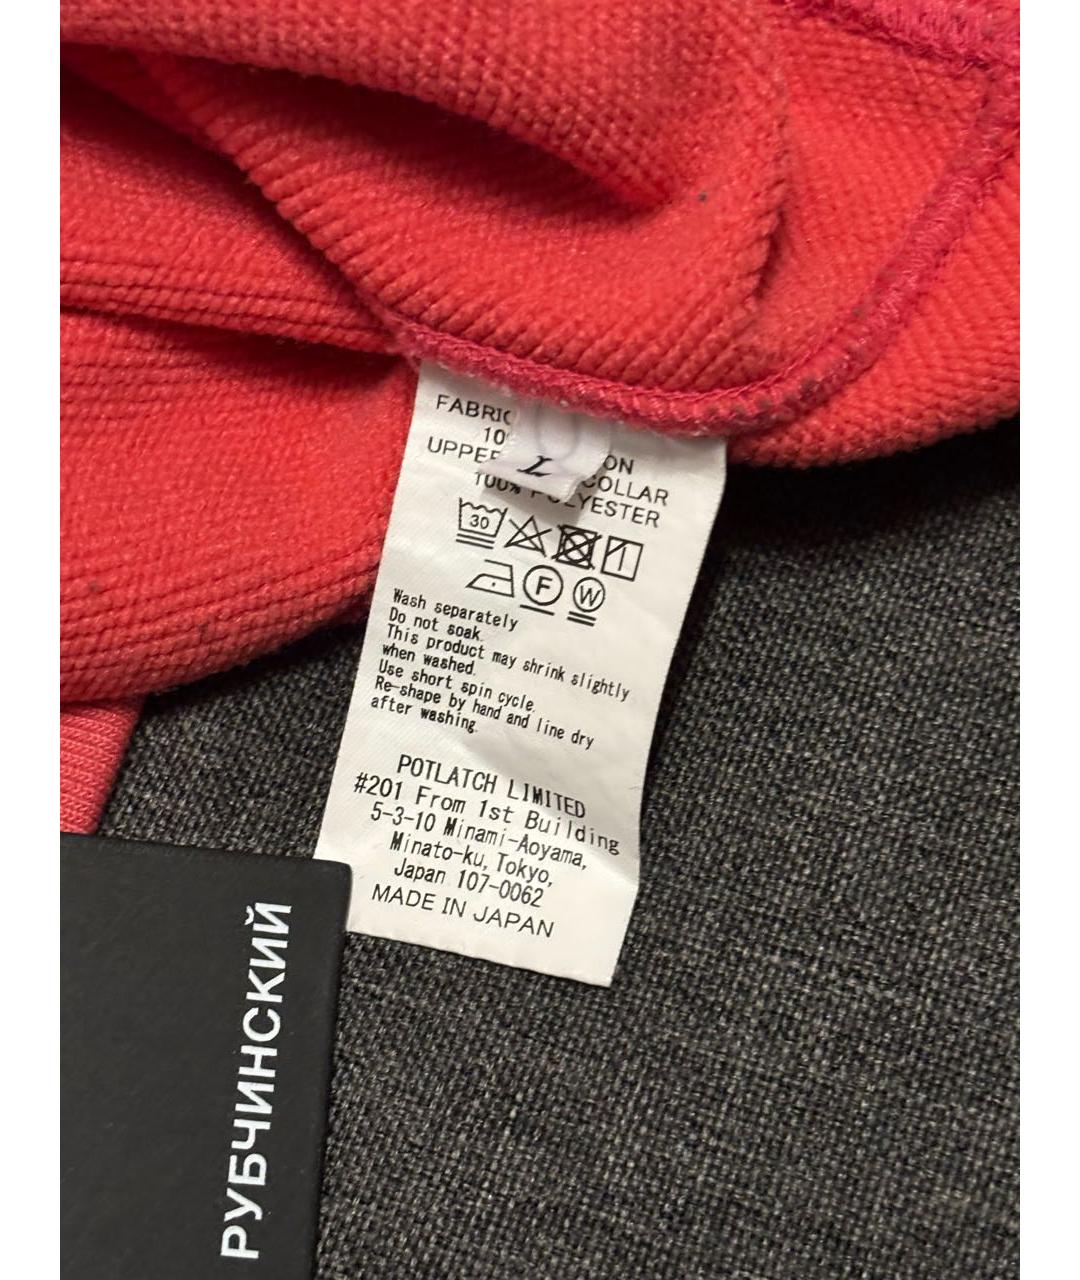 FABRIC
UPPER COLLAR
100% POLYESTER
30
F W
Wash separately
Do not soak.
This product may shrink slightly
when washed.
Use short spin cycle.
Re-shape by hand and line dry
after washing.
POTLATCH LIMITED
#201 From 1st Building
5-3-10 Minami-Aoyama,
Minato-ku, Tokyo,
Japan 107-0062
MADE IN JAPAN
L
РУБЧИНСКИЙ